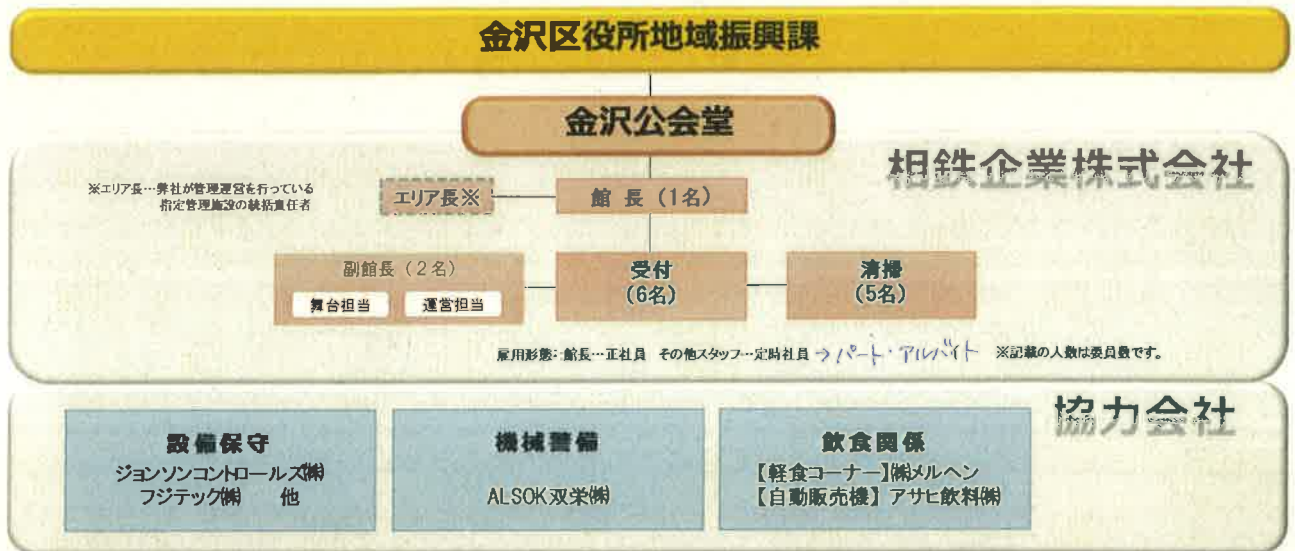 金沢区役所地域振興課
金沢公会堂
相鉄企業株式会社
※エリア長…弊社が管理運営を行っている
指定管理施設の統括責任者
エリア長※
館 長 (1名)
副館長 (2名)
舞台担当
運営担当
受付
(6名)
清掃
(5名)
雇用形態:館長…正社員 その他スタッフ…定時社員 → パート・アルバイト ※記載の人数は委員数です。
協力会社
設備保守
ジョンソンコントロールズ㈱
フジテック㈱ 他
機械警備
ALSOK双栄㈱
飲食関係
【軽食コーナー】㈱メルヘン
【自動販売機】アサヒ飲料㈱